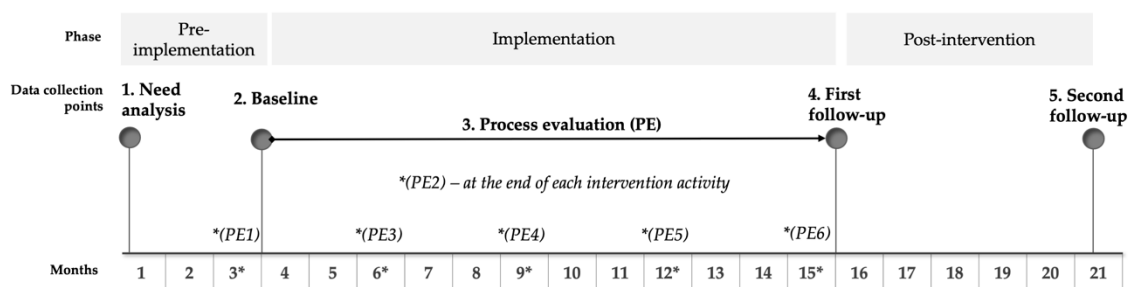 Phase
Pre-
implementation
Implementation
Post-intervention
Data collection
points
1. Need
analysis
2. Baseline
3. Process evaluation (PE)
4. First
follow-up
5. Second
follow-up
*(PE2) – at the end of each intervention activity
*(PE1)
*(PE3)
*(PE4)
*(PE5)
*(PE6)
Months
1 2 3* 4 5 6* 7 8 9* 10 11 12* 13 14 15* 16 17 18 19 20 21